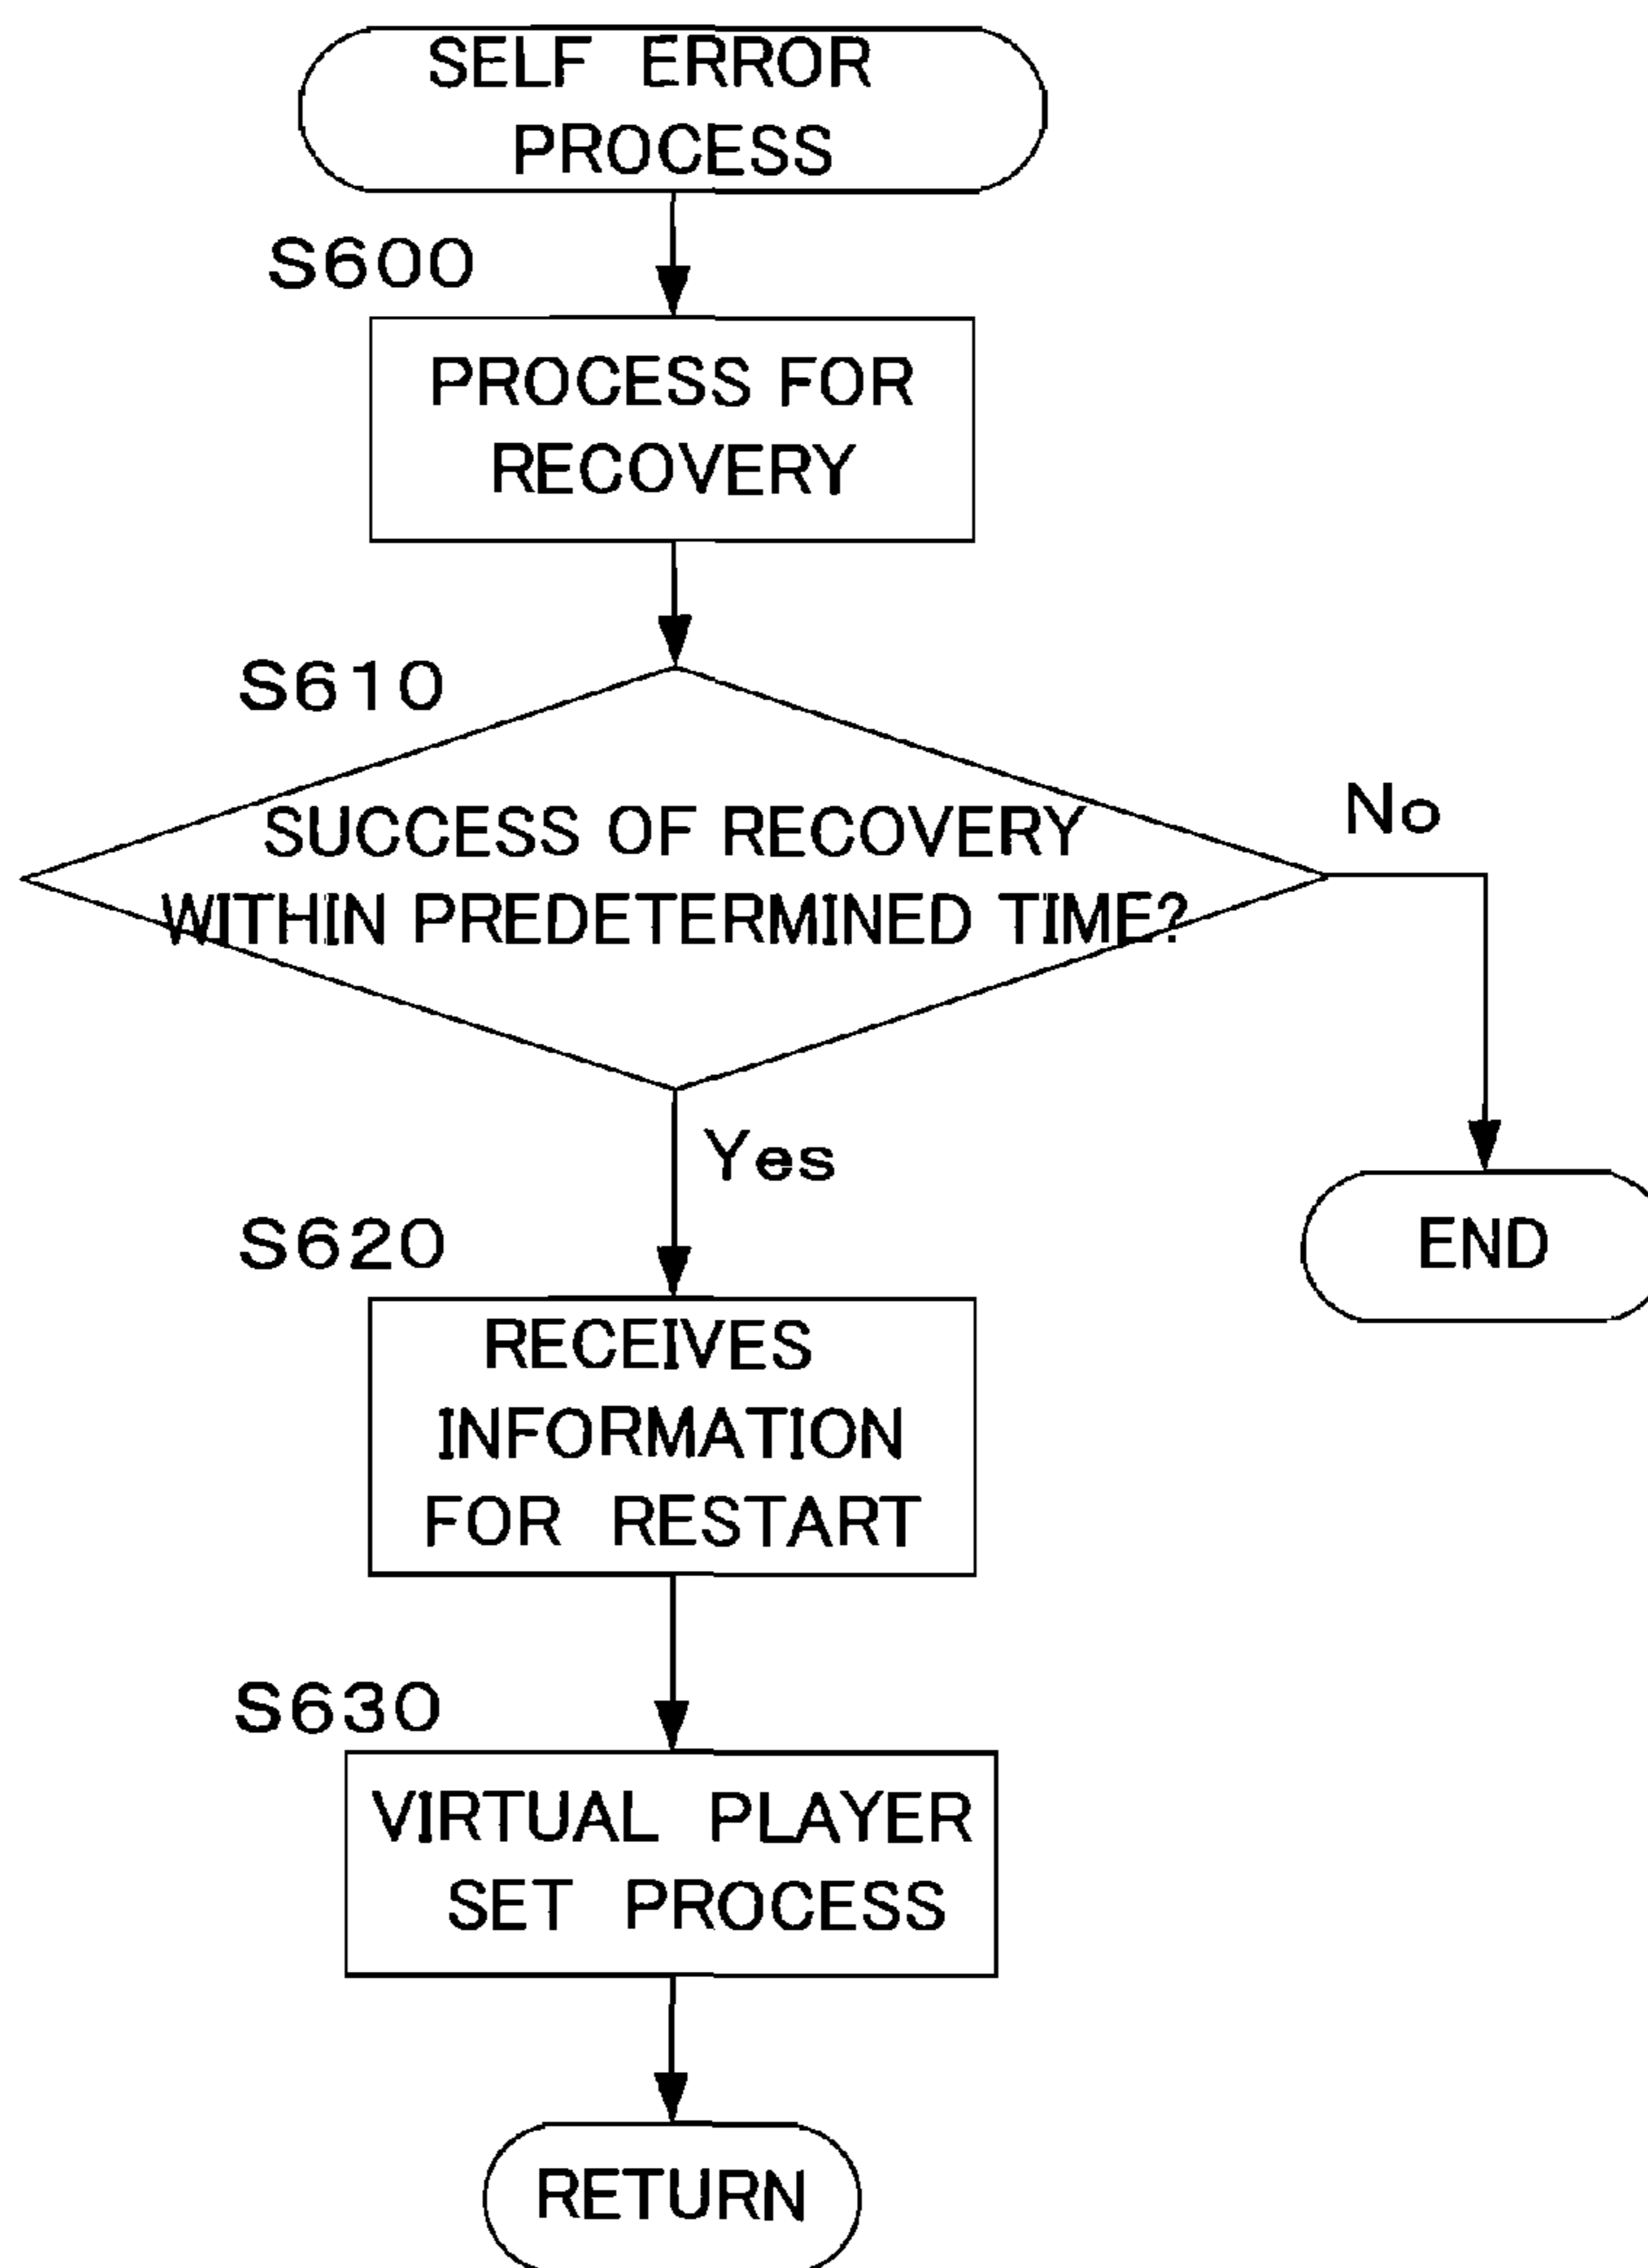 SELF ERROR
PROCESS
S600
PROCESS FOR
RECOVERY
S610
SUCCESS OF RECOVERY
WITHIN PREDETERMINED TIME?
No
Yes
S620
END
RECEIVES
INFORMATION
FOR RESTART
S630
VIRTUAL PLAYER
SET PROCESS
RETURN